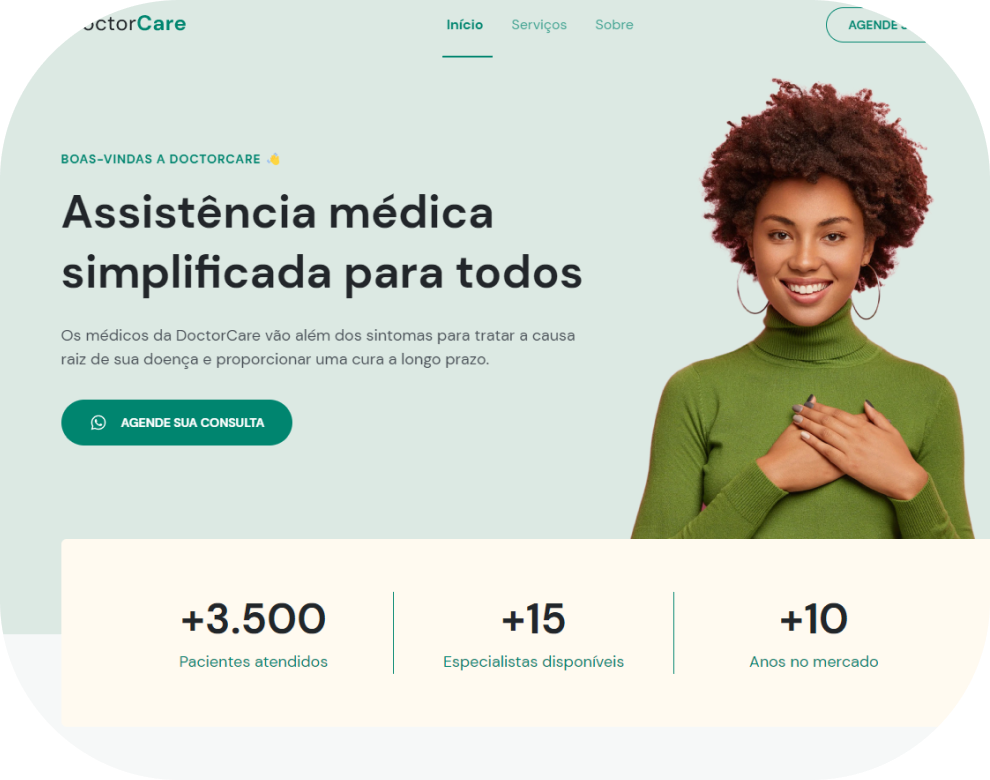 octorCare
Início Serviços Sobre
AGENDE
BOAS-VINDAS A DOCTORCARE 👋
Assistência médica
simplificada para todos
Os médicos da DoctorCare vão além dos sintomas para tratar a causa
raiz de sua doença e proporcionar uma cura a longo prazo.
AGENDE SUA CONSULTA
+3.500
Pacientes atendidos
+15
Especialistas disponíveis
+10
Anos no mercado